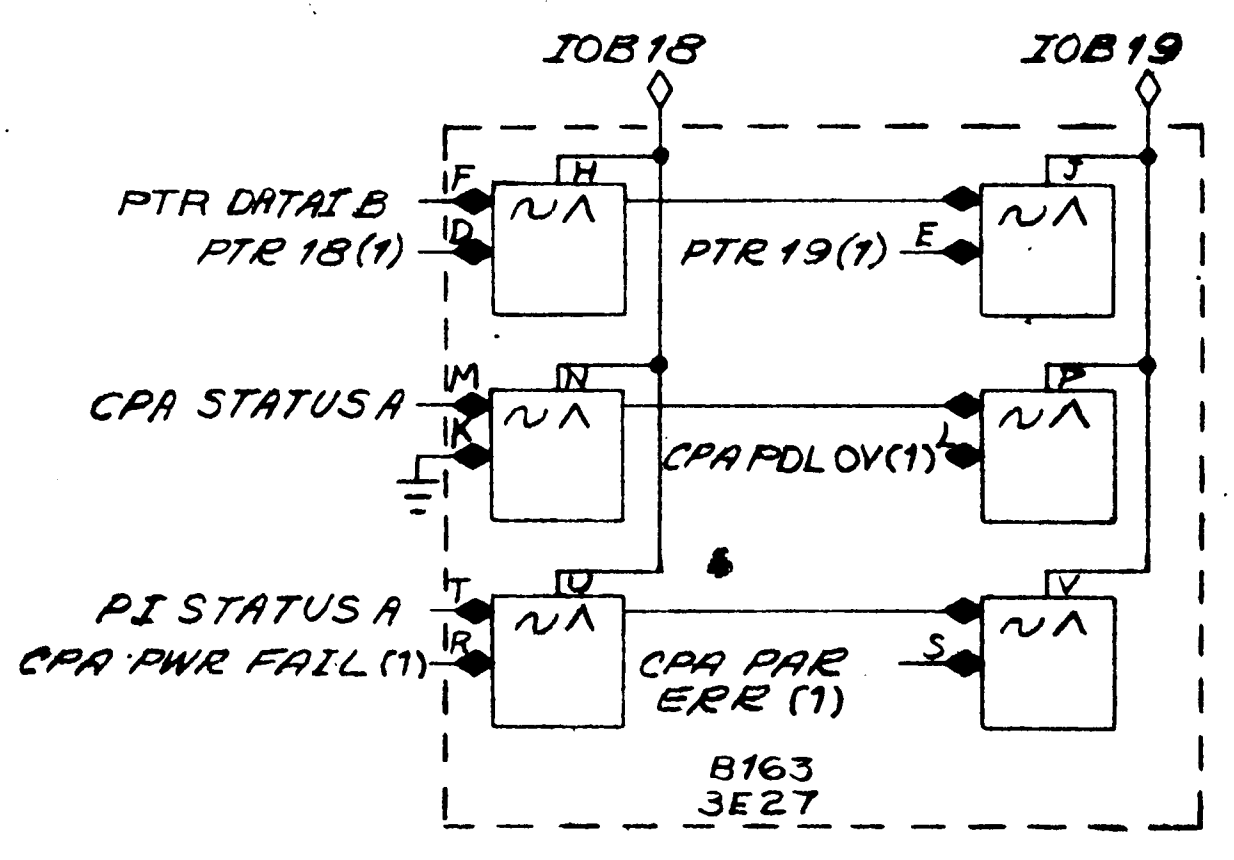 IOB18 IOB19
F H J
PTR DATAI B ~ ∧ ~ ∧
D E
PTR 18(1) PTR 19(1)
M N P
CPA STATUS A ~ ∧ ~ ∧
K L
CPA PDL OV(1)
T U V
PI STATUS A ~ ∧ ~ ∧
R S
CPA PWR FAIL (1) CPA PAR
ERR (1)
B163
3E27